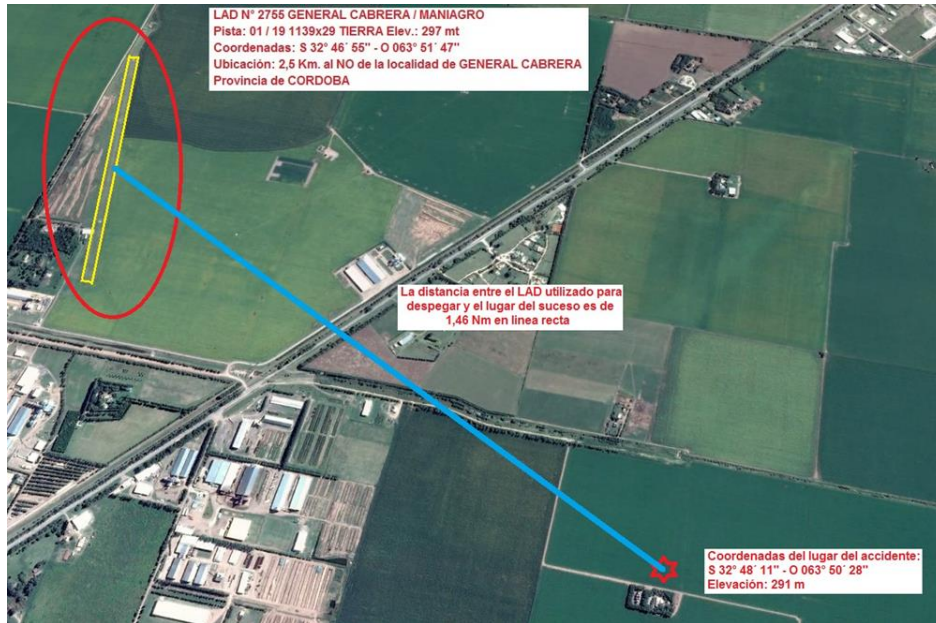 LAD N° 2755 GENERAL CABRERA / MANIAGRO
Pista: 01 / 19 1139x29 TIERRA Elev.: 297 mt
Coordenadas: S 32° 46´ 55" - O 063° 51´ 47"
Ubicación: 2,5 Km. al NO de la localidad de GENERAL CABRERA
Provincia de CORDOBA
La distancia entre el LAD utilizado para
despegar y el lugar del suceso es de
1,46 Nm en linea recta
Coordenadas del lugar del accidente:
S 32° 48´ 11" - O 063° 50´ 28"
Elevación: 291 m